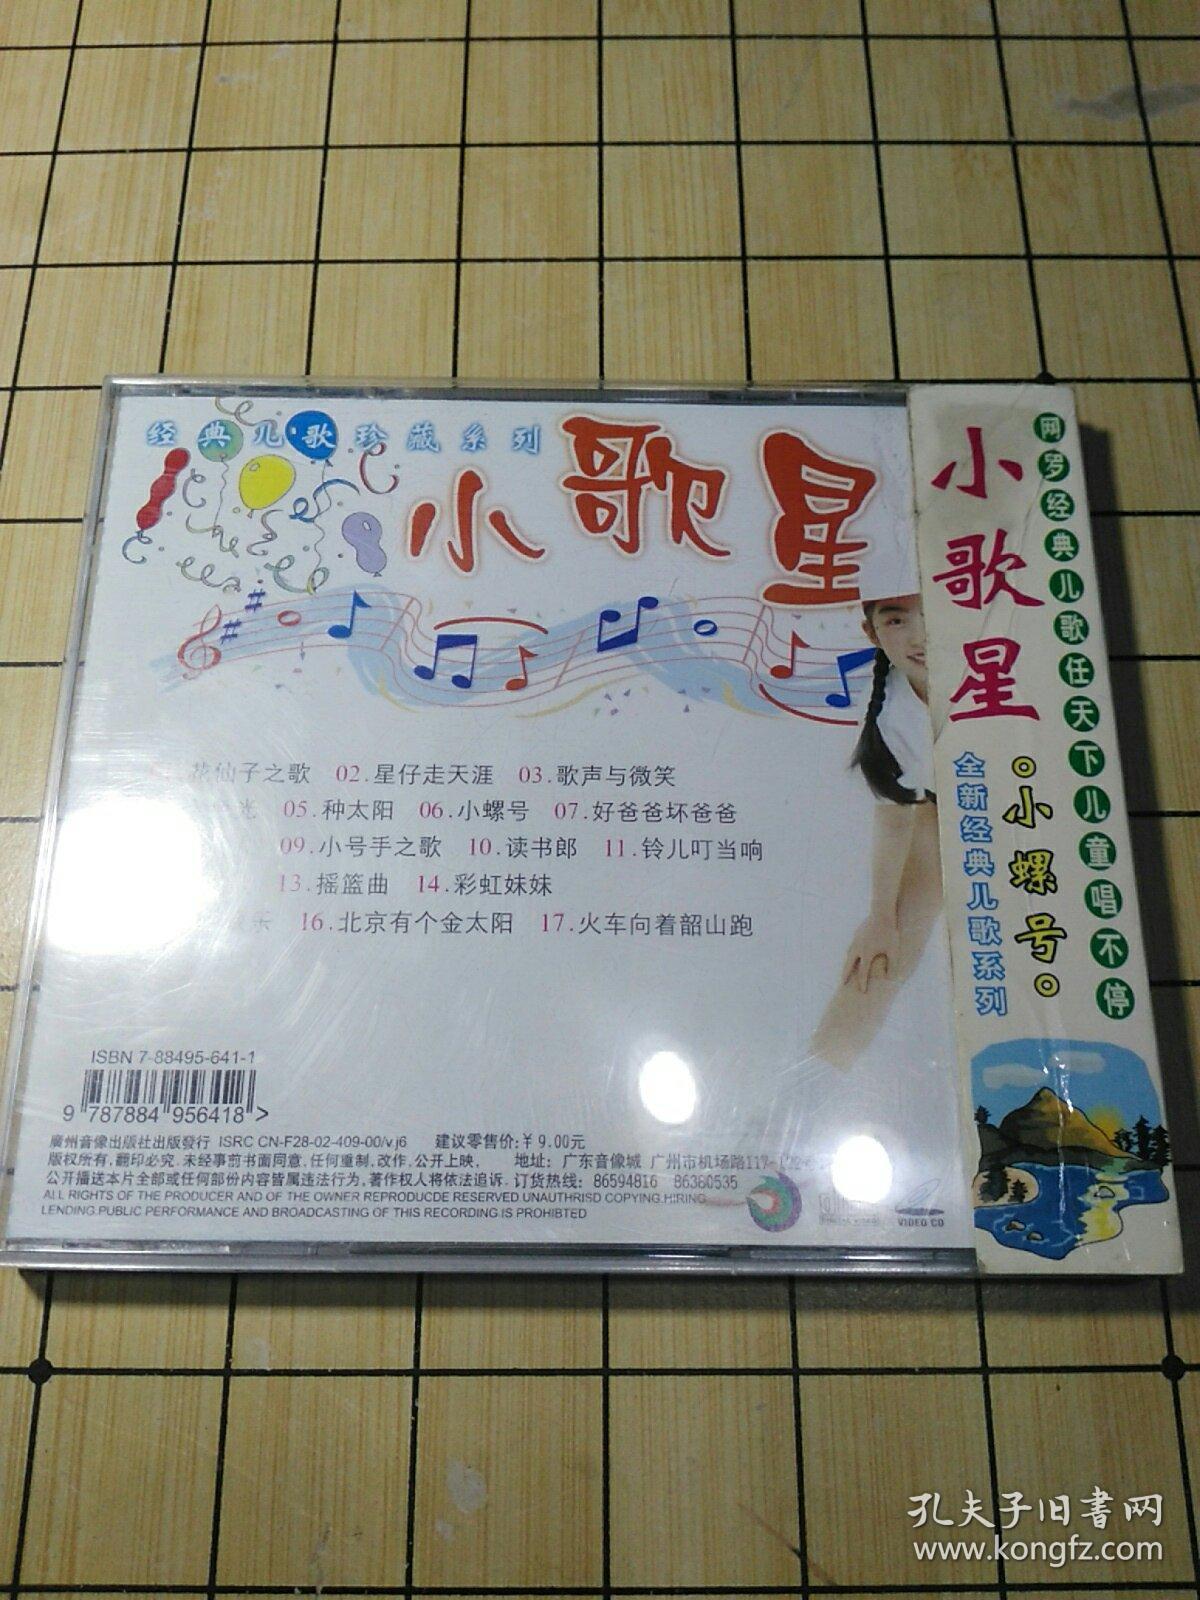 经典儿歌珍藏系列
小歌星
花仙子之歌 02.星仔走天涯 03.歌声与微笑
05.种太阳 06.小螺号 07.好爸爸坏爸爸
09.小号手之歌 10.读书郎 11.铃儿叮当响
13.摇篮曲 14.彩虹妹妹
乐 16.北京有个金太阳 17.火车向着韶山跑
ISBN 7-88495-641-1
9 787884 956418 >
廣州音像出版社出版發行 ISRC CN-F28-02-409-00/v.j6 建议零售价:¥9.00元
版权所有,翻印必究.未经事前书面同意,任何重制,改作,公开上映, 地址: 广东音像城 广州市机场路117-
公开播送本片全部或任何部份内容皆属违法行为,著作权人将依法追诉. 订货热线: 86594816 86380535
ALL RIGHTS OF THE PRODUCER AND OF THE OWNER REPRODUCDE RESERVED.UNAUTHRISD COPYING.HIRING
LENDING.PUBLIC PERFORMANCE AND BROADCASTING OF THIS RECORDING.IS PROHIBTED
VIDEO CD
网罗经典儿歌任天下儿童唱不停
小歌星
小螺号
全新经典儿歌系列
孔夫子旧書网
www.kongfz.com